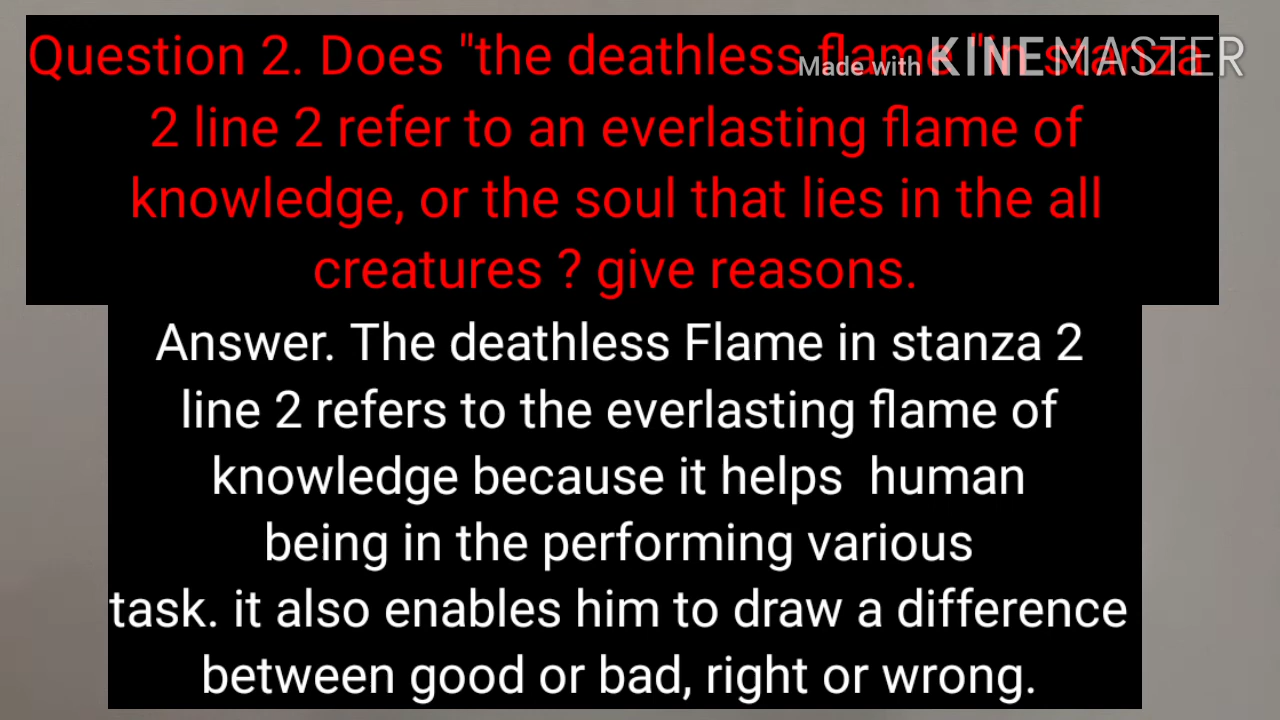 Question 2. Does "the deathless flame "in stanza
Made with KINEMASTER
2 line 2 refer to an everlasting flame of
knowledge, or the soul that lies in the all
creatures ? give reasons.
Answer. The deathless Flame in stanza 2
line 2 refers to the everlasting flame of
knowledge because it helps  human
being in the performing various
task. it also enables him to draw a difference
between good or bad, right or wrong.